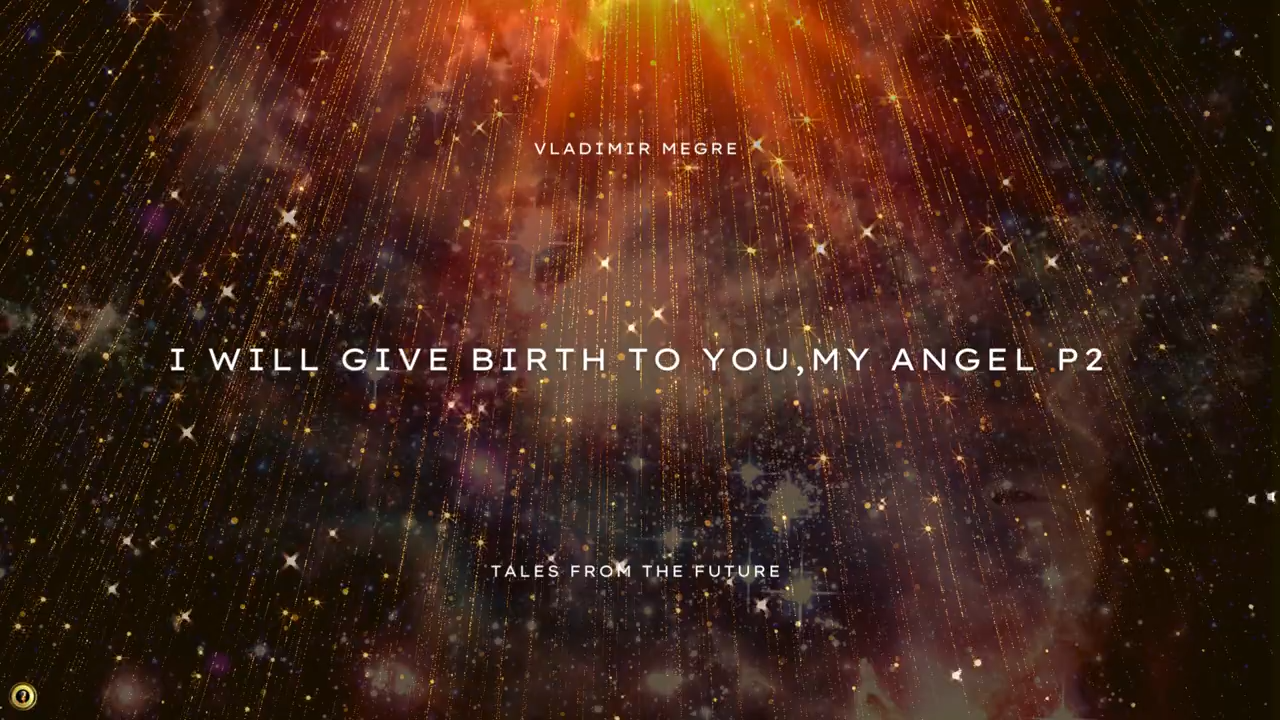 VLADIMIR MEGRE
I WILL GIVE BIRTH TO YOU,MY ANGEL P2
TALES FROM THE FUTURE